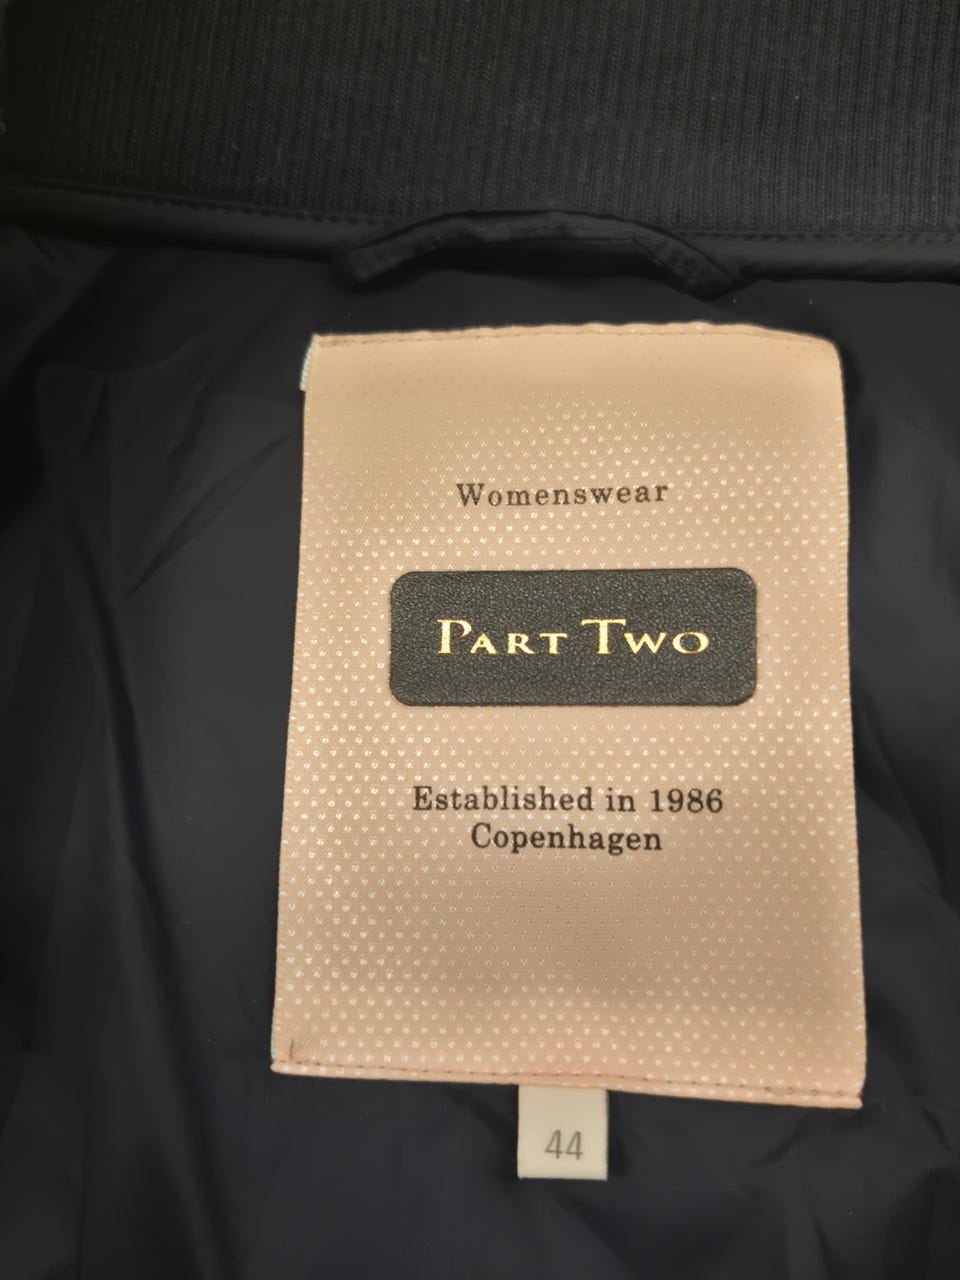 Womenswear
PART TWO
Established in 1986
Copenhagen
44